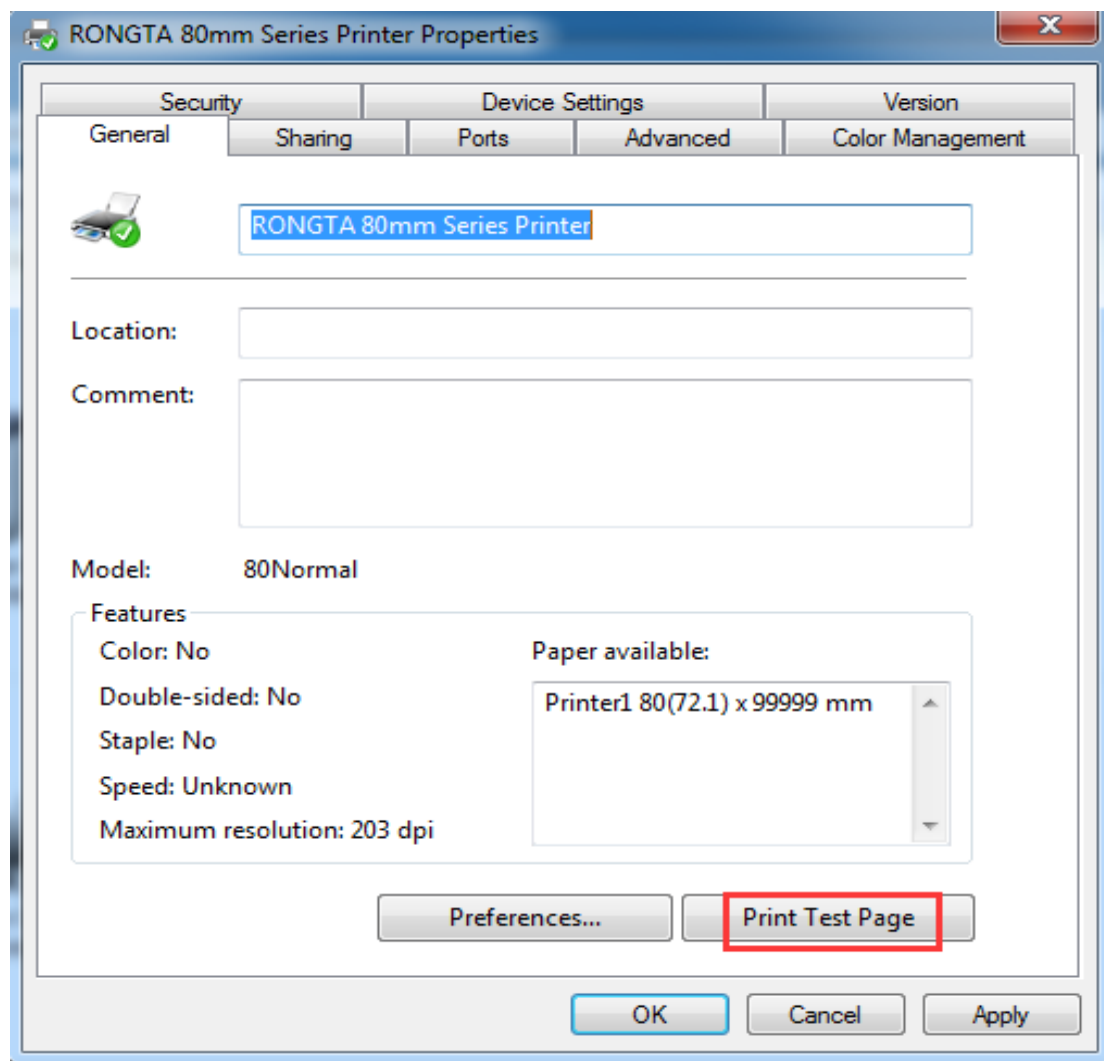 RONGTA 80mm Series Printer Properties
X
Security Device Settings Version
General Sharing Ports Advanced Color Management
RONGTA 80mm Series Printer
Location:
Comment:
Model: 80Normal
Features
Color: No
Paper available:
Double-sided: No
Printer1 80(72.1) x 99999 mm
Staple: No
Speed: Unknown
Maximum resolution: 203 dpi
Preferences... Print Test Page
OK Cancel Apply